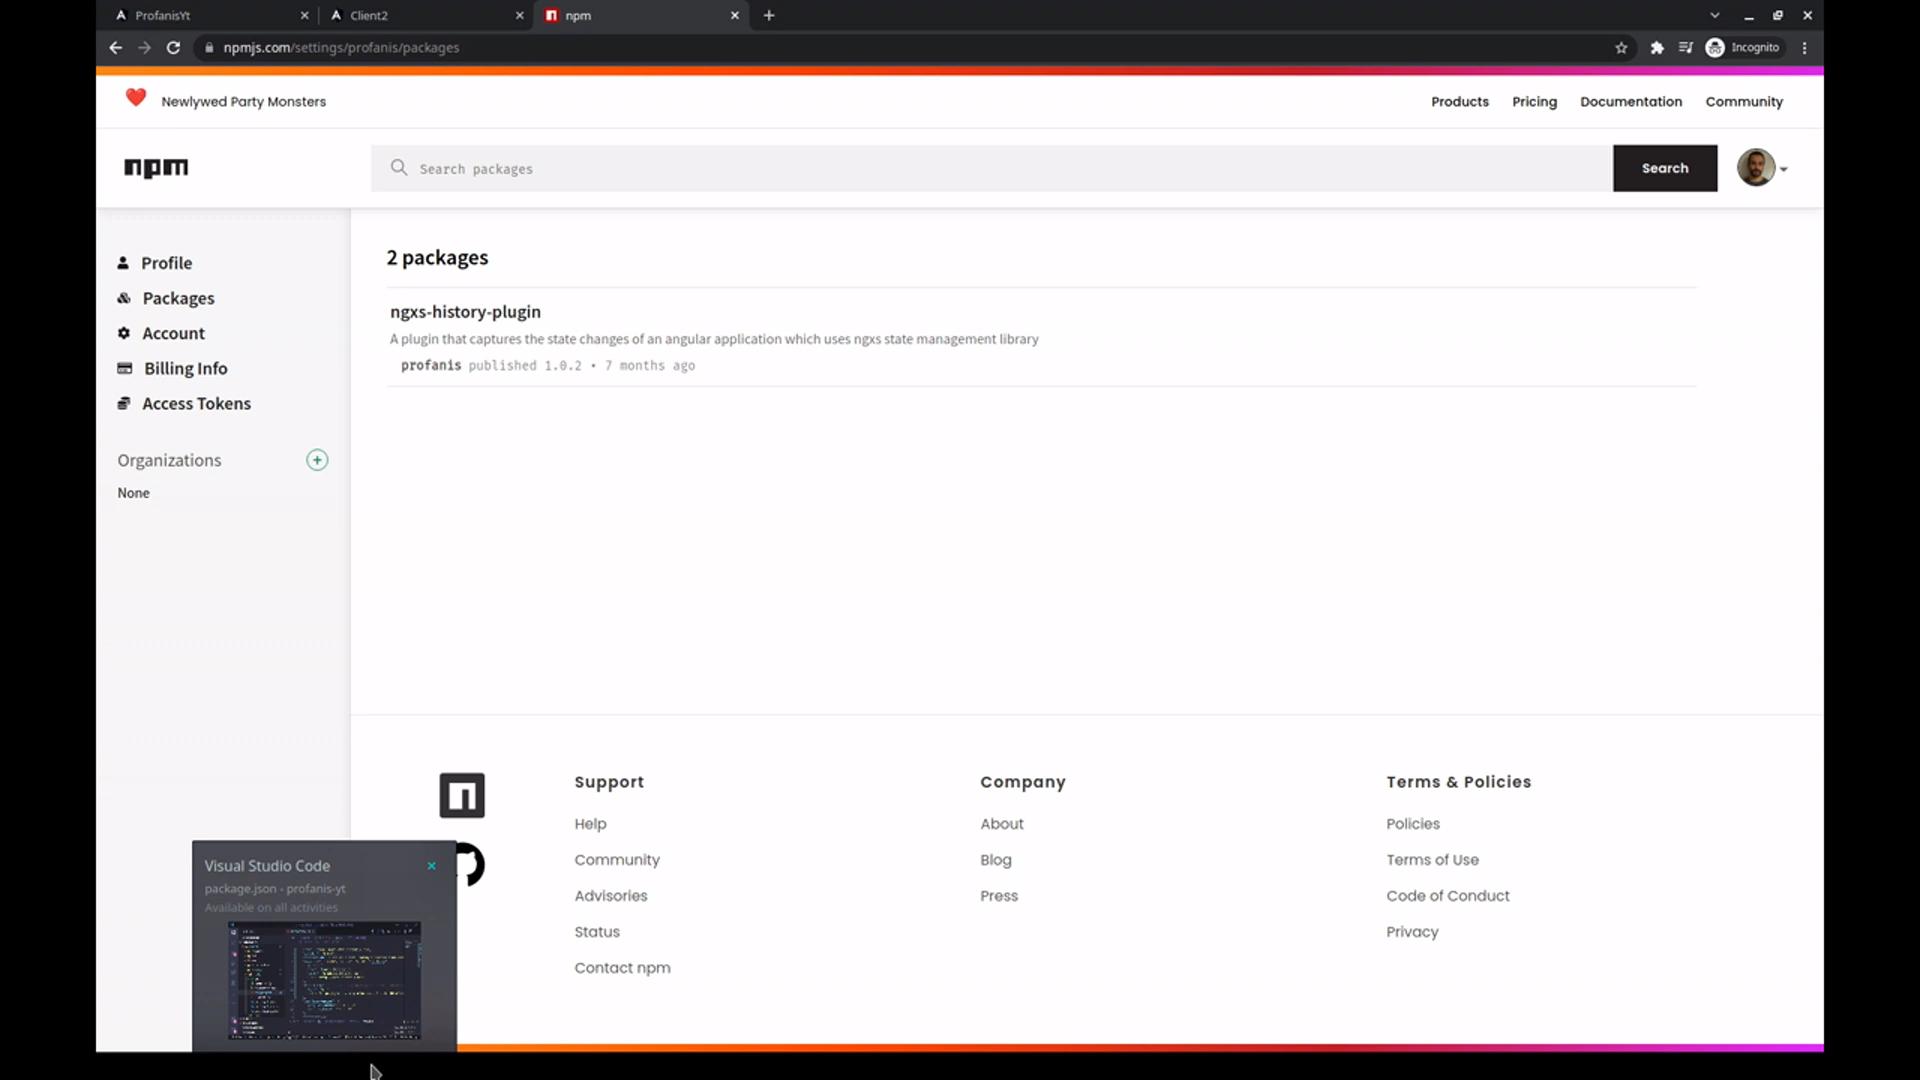 ProfanisYt
Client2
npm
npmjs.com/settings/profanis/packages
Incognito
Newlywed Party Monsters
Products
Pricing
Documentation
Community
npm
Search packages
Search
Profile
Packages
Account
Billing Info
Access Tokens
Organizations
None
2 packages
ngxs-history-plugin
A plugin that captures the state changes of an angular application which uses ngxs state management library
profanis published 1.0.2 • 7 months ago
Support
Help
Community
Advisories
Status
Contact npm
Company
About
Blog
Press
Terms & Policies
Policies
Terms of Use
Code of Conduct
Privacy
Visual Studio Code
package.json - profanis-yt
Available on all activities